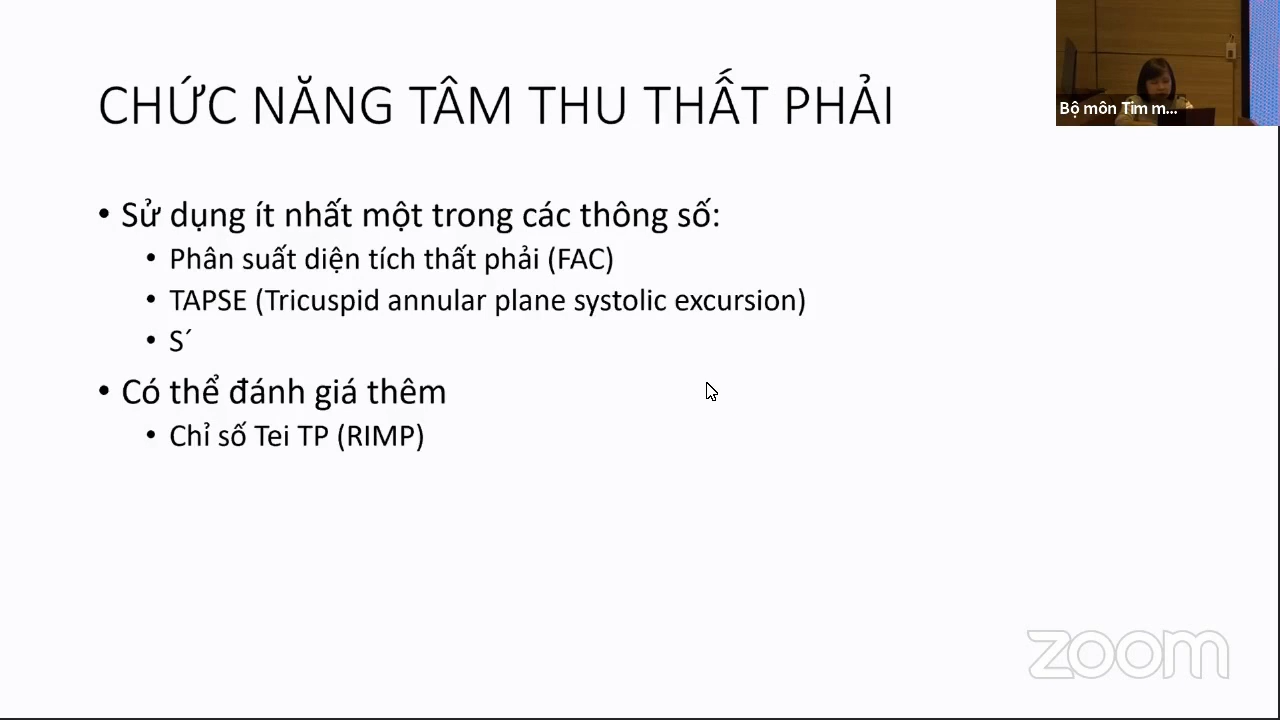 CHỨC NĂNG TÂM THU THẤT PHẢI
Bộ môn Tim m...
• Sử dụng ít nhất một trong các thông số:
• Phân suất diện tích thất phải (FAC)
• TAPSE (Tricuspid annular plane systolic excursion)
• S´
• Có thể đánh giá thêm
• Chỉ số Tei TP (RIMP)
zoom